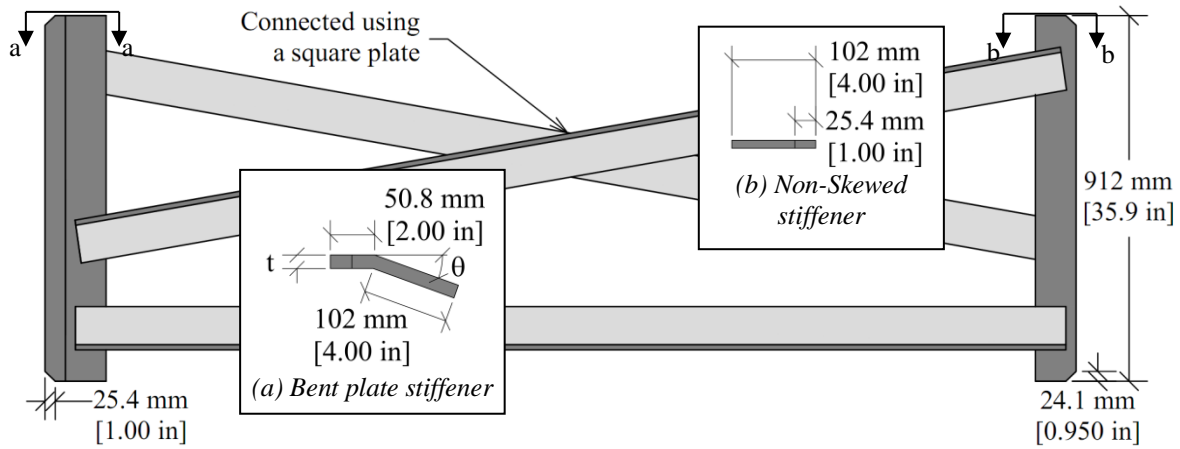 a
a
Connected using
a square plate
b
b
102 mm
[4.00 in]
25.4 mm
[1.00 in]
(b) Non-Skewed
stiffener
912 mm
[35.9 in]
50.8 mm
[2.00 in]
t
θ
102 mm
[4.00 in]
(a) Bent plate stiffener
25.4 mm
[1.00 in]
24.1 mm
[0.950 in]